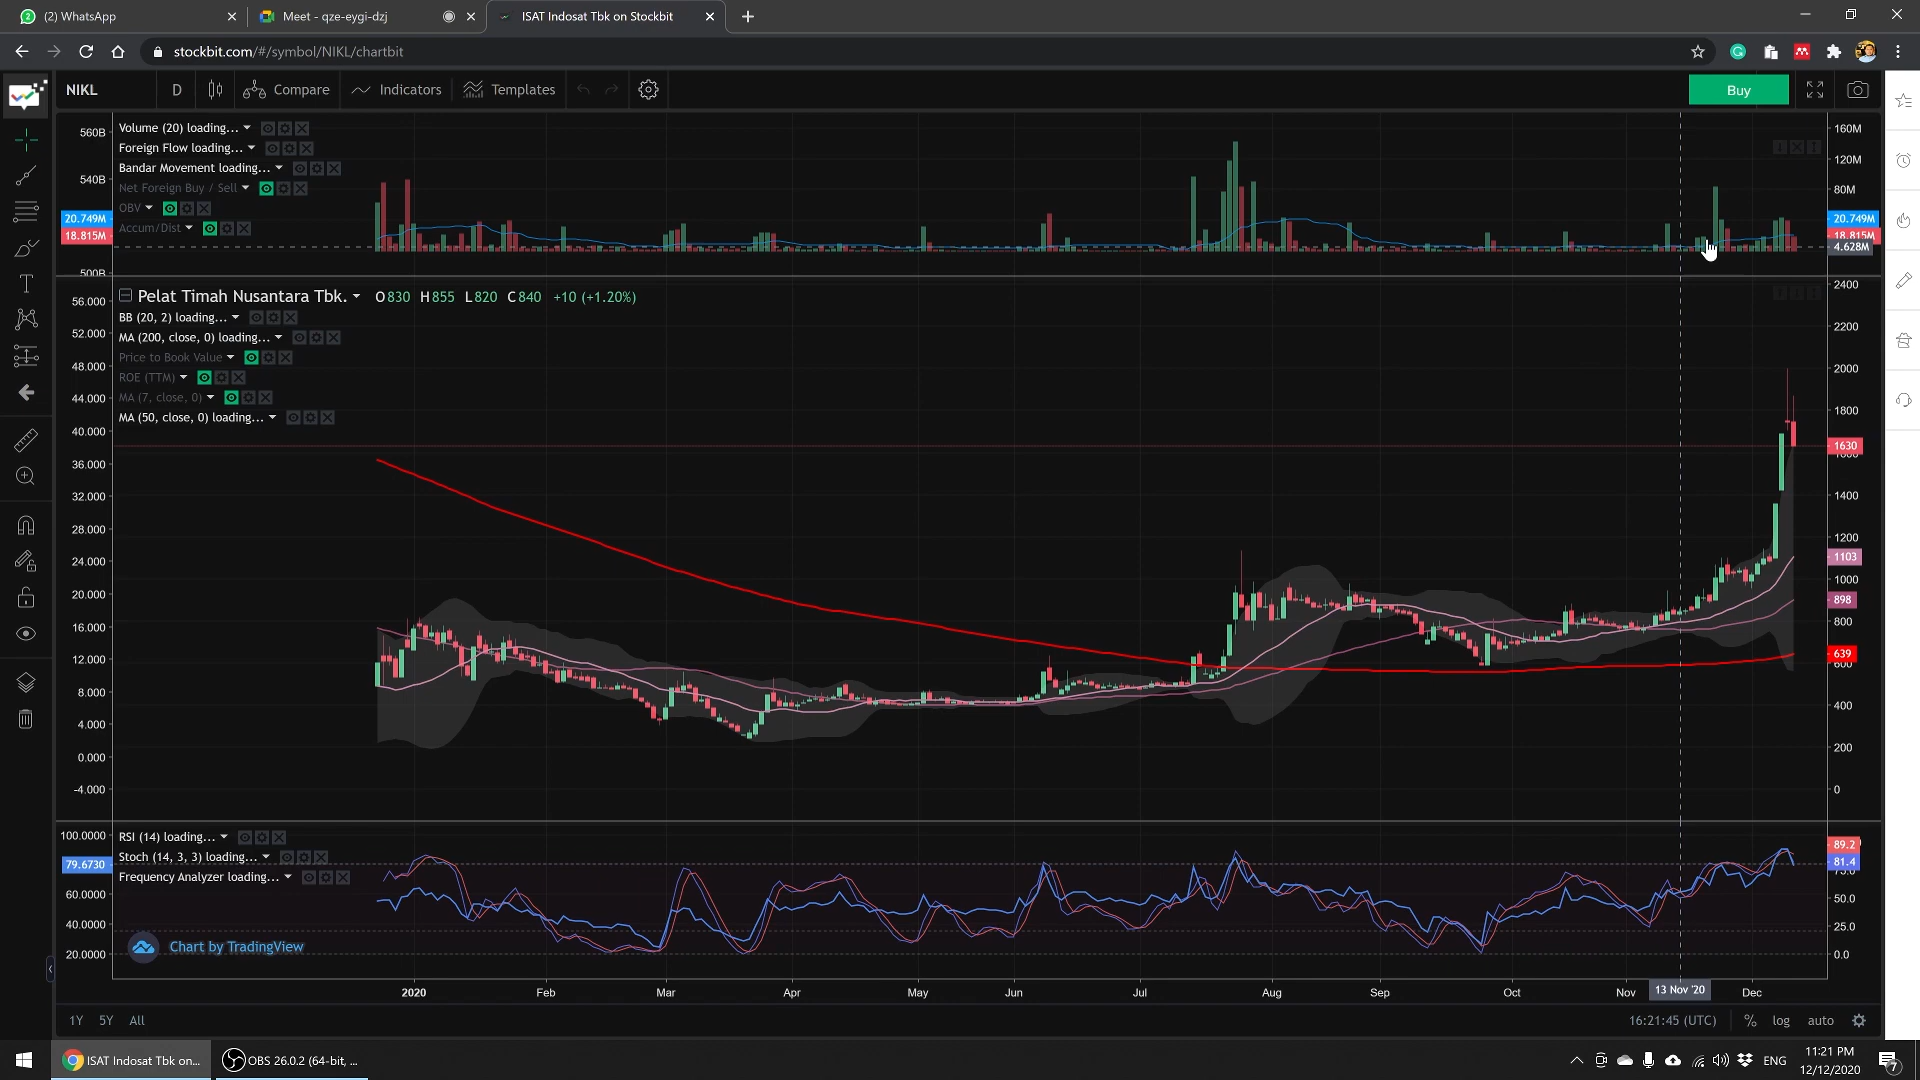 (2) WhatsApp
Meet - qze-eygi-dzj
ISAT Indosat Tbk on Stockbit
stockbit.com/#/symbol/NIKL/chartbit
NIKL D Compare Indicators Templates Buy
Volume (20) loading...
Foreign Flow loading...
Bandar Movement loading...
Net Foreign Buy / Sell
OBV
Accum/Dist
560B
540B
20.749M
18.815M
500B
160M
120M
80M
20.749M
18.815M
4.628M
Pelat Timah Nusantara Tbk. O830 H855 L820 C840 +10 (+1.20%)
BB (20, 2) loading...
MA (200, close, 0) loading...
Price to Book Value
ROE (TTM)
MA (7, close, 0)
MA (50, close, 0) loading...
56.000
52.000
48.000
44.000
40.000
36.000
32.000
28.000
24.000
20.000
16.000
12.000
8.000
4.000
0.000
-4.000
2400
2200
2000
1800
1630
1400
1200
1103
1000
898
800
639
600
400
200
0
RSI (14) loading...
Stoch (14, 3, 3) loading...
Frequency Analyzer loading...
100.0000
79.6730
60.0000
40.0000
20.0000
89.2
81.4
75.0
50.0
25.0
0.0
Chart by TradingView
2020 Feb Mar Apr May Jun Jul Aug Sep Oct Nov 13 Nov '20 Dec
1Y 5Y All
16:21:45 (UTC) % log auto
ISAT Indosat Tbk on...
OBS 26.0.2 (64-bit, ...
ENG
11:21 PM
12/12/2020
7